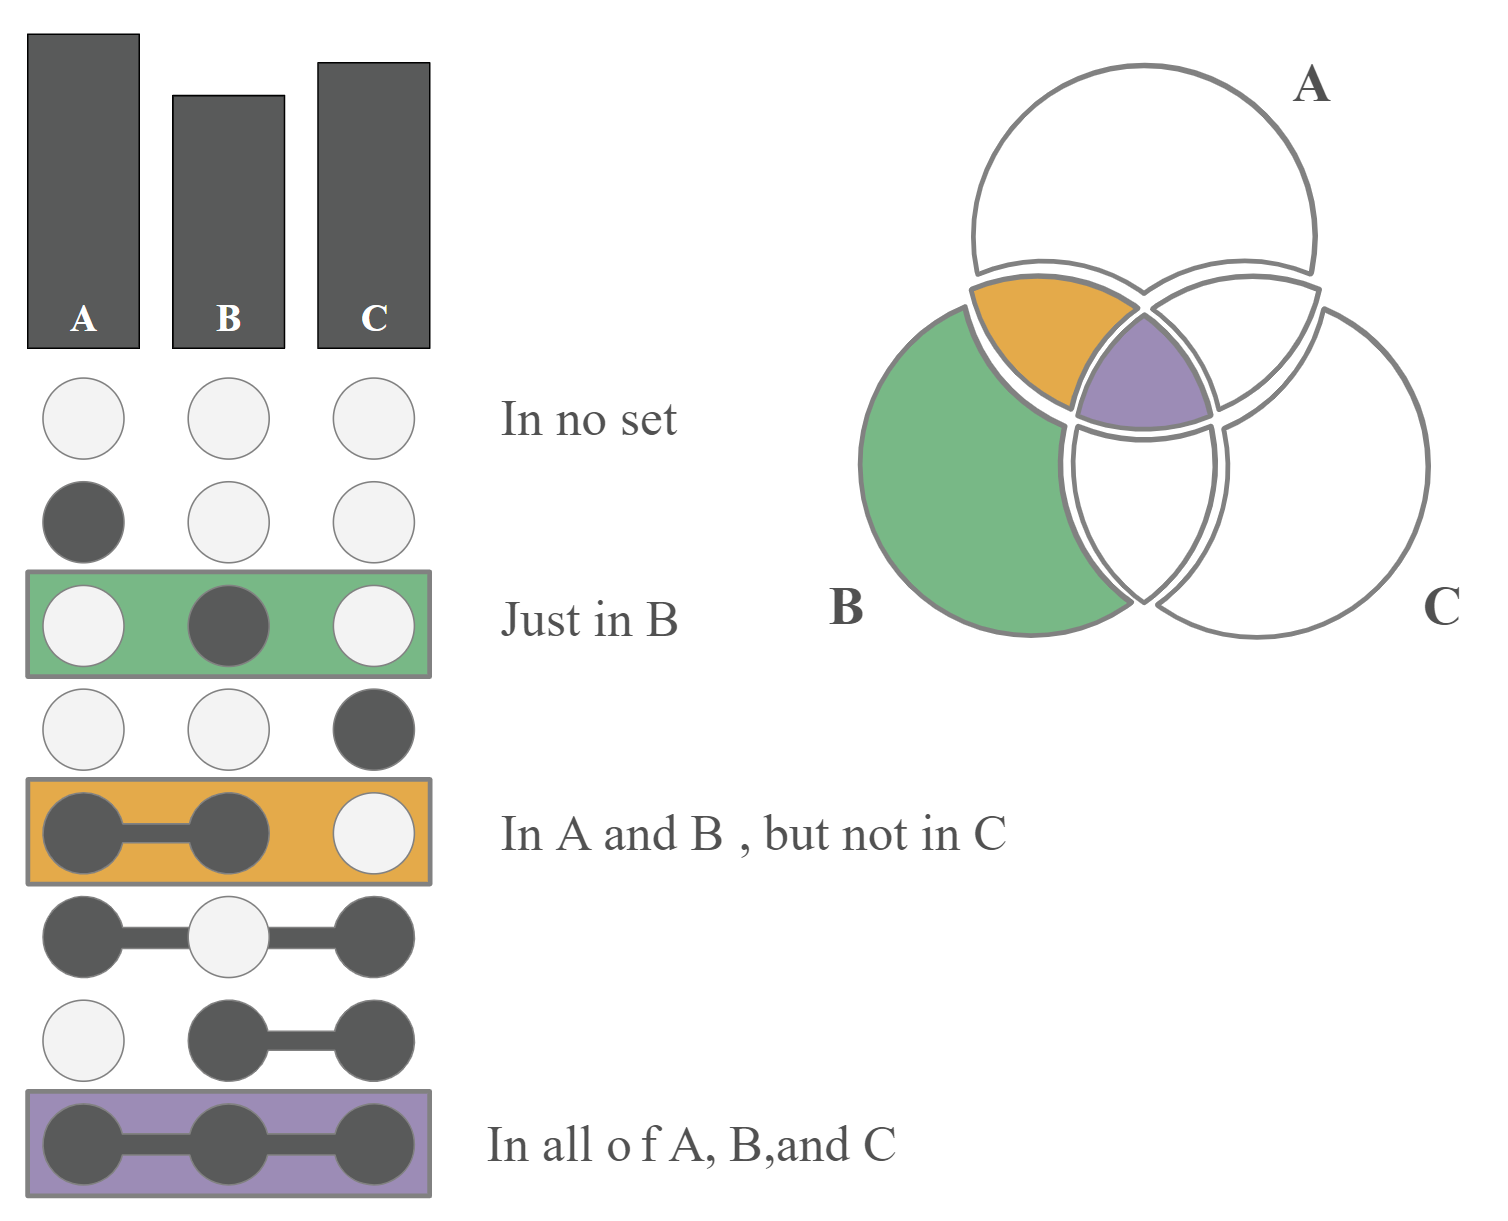 A B C
In no set
Just in B
In A and B , but not in C
In all o f A, B,and C
A
B
C